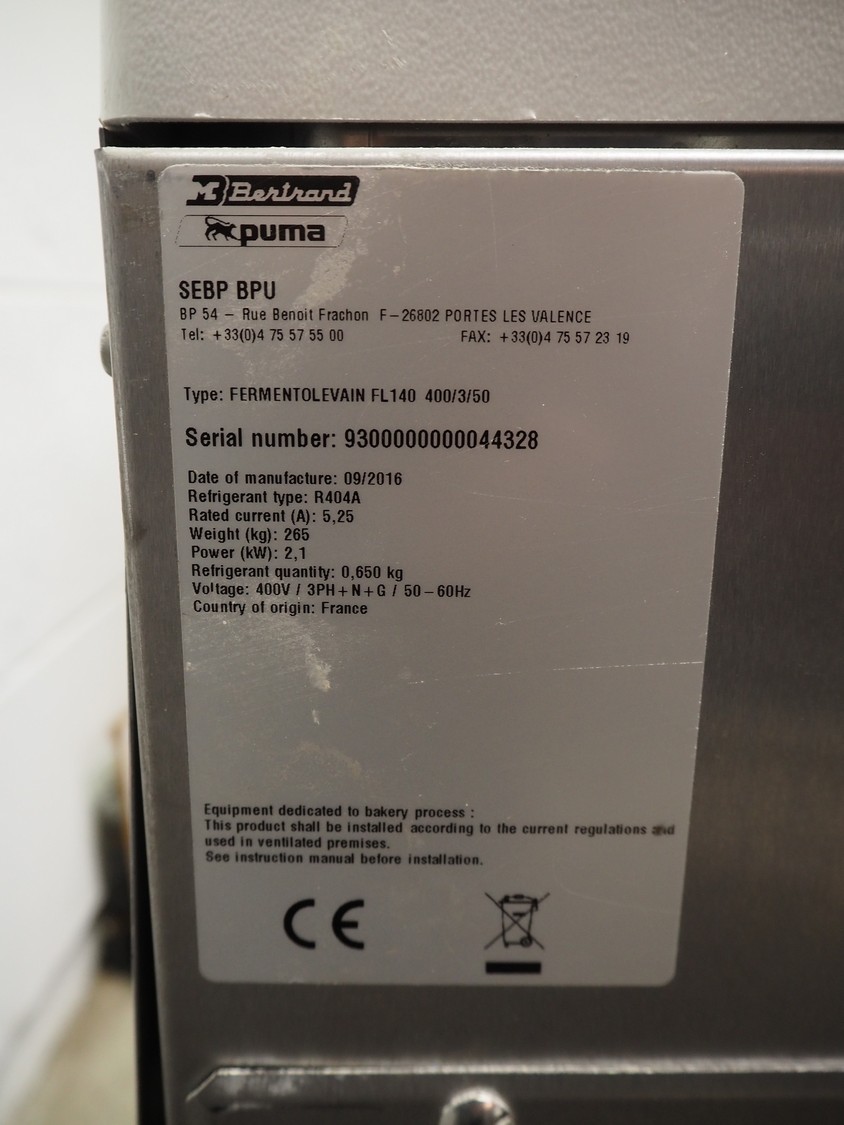 M Bertrand
puma
SEBP BPU
BP 54 – Rue Benoit Frachon F–26802 PORTES LES VALENCE
Tel: +33(0)4 75 57 55 00 FAX: +33(0)4 75 57 23 19
Type: FERMENTOLEVAIN FL140 400/3/50
Serial number: 9300000000044328
Date of manufacture: 09/2016
Refrigerant type: R404A
Rated current (A): 5,25
Weight (kg): 265
Power (kW): 2,1
Refrigerant quantity: 0,650 kg
Voltage: 400V / 3PH+N+G / 50–60Hz
Country of origin: France
Equipment dedicated to bakery process :
This product shall be installed according to the current regulations and
used in ventilated premises.
See instruction manual before installation.
CE